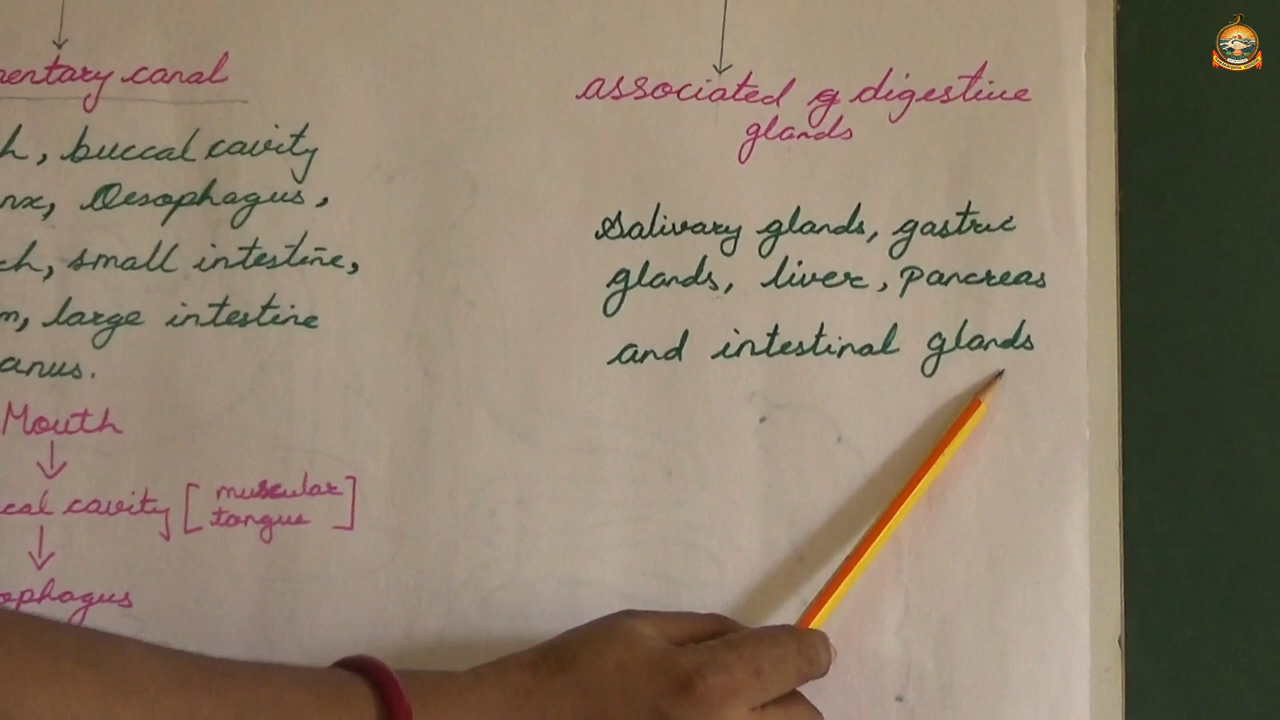 mentary canal
h, buccal cavity
nx, Oesophagus,
ch, small intestine,
m, large intestine
anus.
Mouth
cal cavity [muscular
tongue]
ophagus
associated g digestive
glands
Salivary glands, gastric
glands, liver, pancreas
and intestinal glands